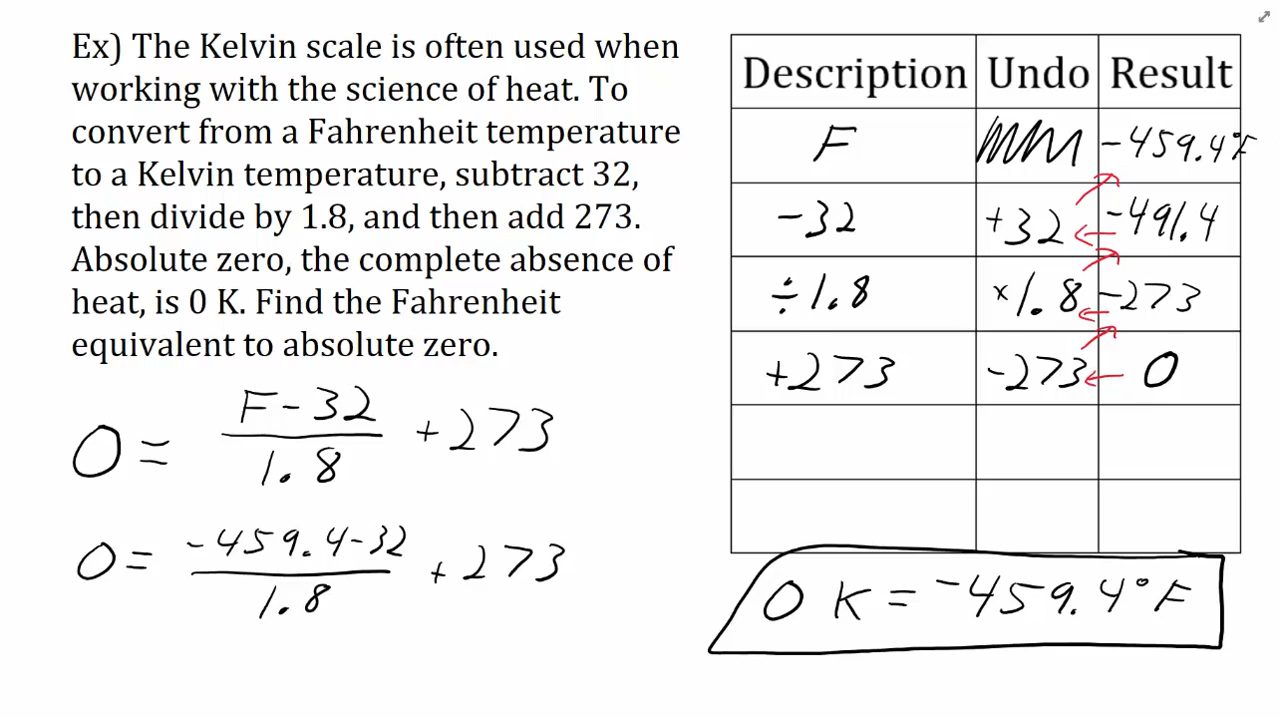 Ex) The Kelvin scale is often used when
working with the science of heat. To
convert from a Fahrenheit temperature
to a Kelvin temperature, subtract 32,
then divide by 1.8, and then add 273.
Absolute zero, the complete absence of
heat, is 0 K. Find the Fahrenheit
equivalent to absolute zero.
0 = (F - 32)/1.8 + 273
0 = (-459.4 - 32)/1.8 + 273
Description Undo Result
F -459.4°F
-32 +32 -491.4
÷1.8 ×1.8 -273
+273 -273 0
0 K = -459.4°F